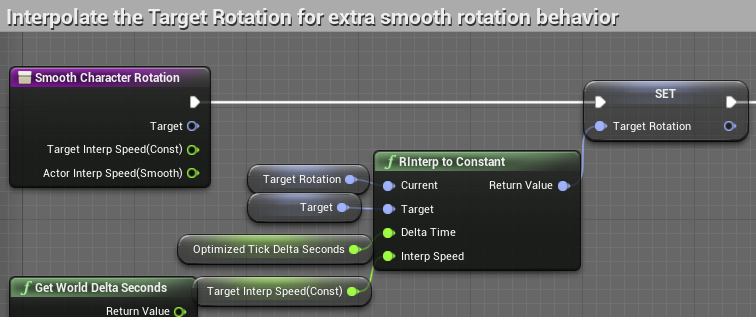 Interpolate the Target Rotation for extra smooth rotation behavior
Smooth Character Rotation
Target
Target Interp Speed(Const)
Actor Interp Speed(Smooth)
SET
Target Rotation
f RInterp to Constant
Target Rotation
Current
Return Value
Target
Target
Optimized Tick Delta Seconds
Delta Time
Interp Speed
Target Interp Speed(Const)
f Get World Delta Seconds
Return Value